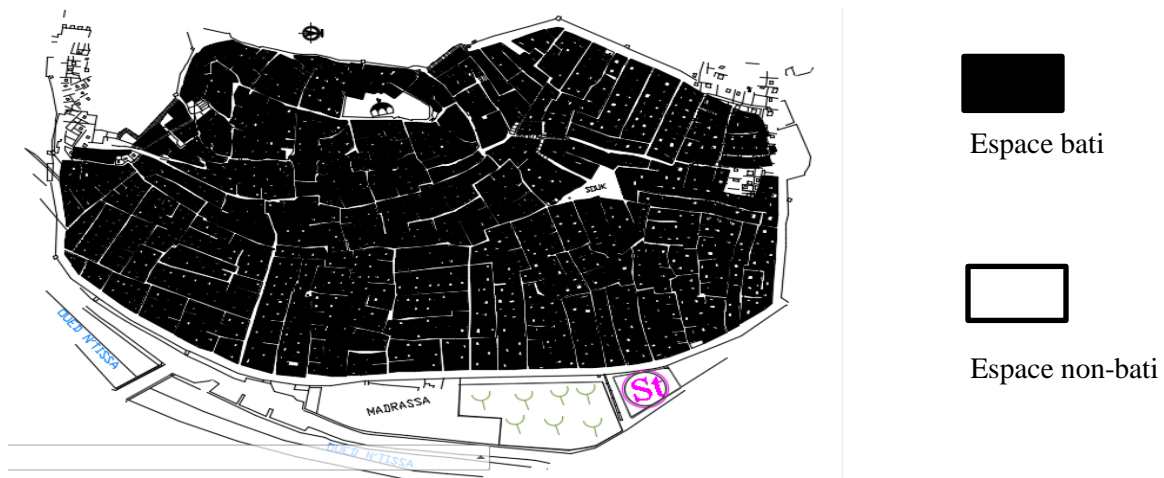 Espace bati
SOUK
Espace non-bati
OUED N'TISSA
St
MADRASSA
OUED N'TISSA